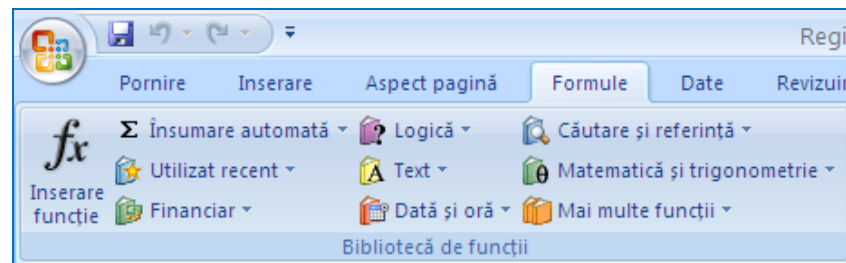 Regi
Pornire Inserare Aspect pagină Formule Date Revizuir
fx Σ Însumare automată Logică Căutare și referință
Utilizat recent Text Matematică și trigonometrie
Inserare funcție Financiar Dată și oră Mai multe funcții
Bibliotecă de funcții